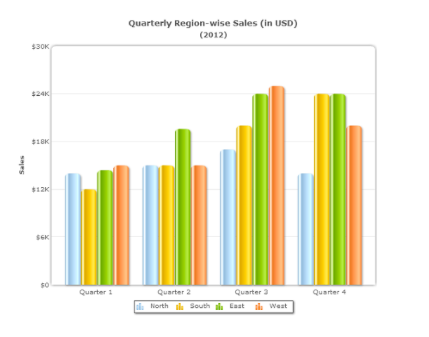 Quarterly Region-wise Sales (in USD)
(2012)
$30K
$24K
$18K
$12K
$6K
$0
Sales
Quarter 1 Quarter 2 Quarter 3 Quarter 4
North South East West